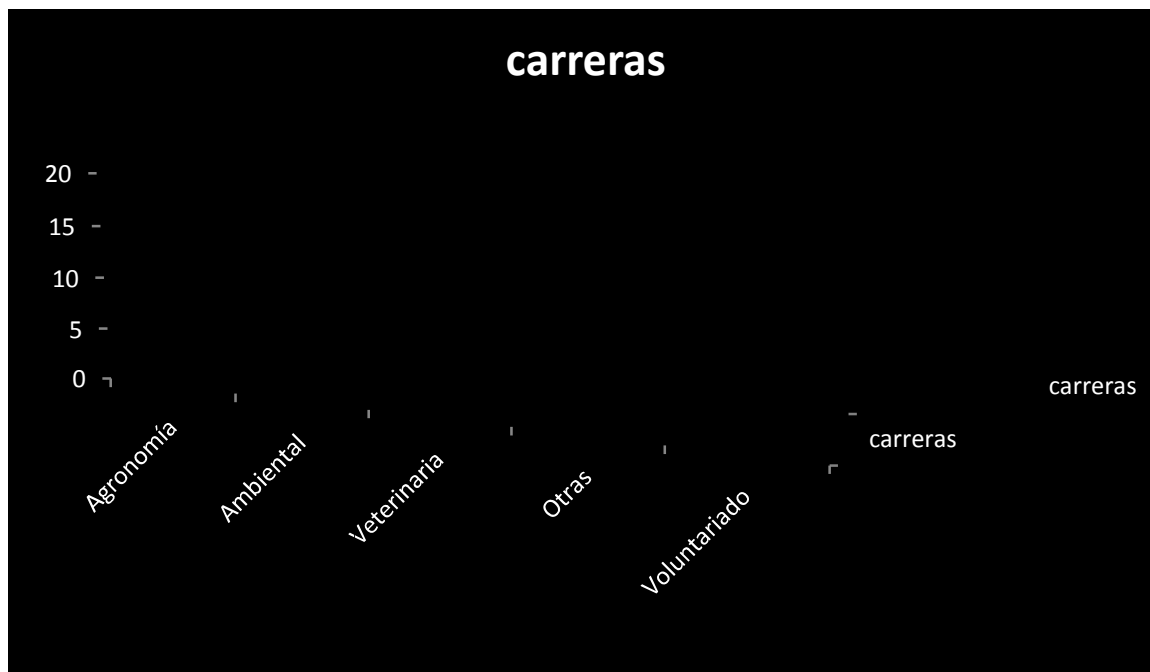 carreras
20
15
10
5
0
carreras
carreras
Agronomía
Ambiental
Veterinaria
Otras
Voluntariado